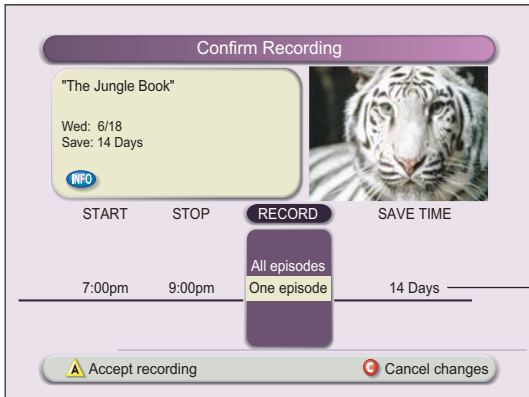 Confirm Recording
"The Jungle Book"
Wed: 6/18
Save: 14 Days
INFO
START STOP RECORD SAVE TIME
All episodes
7:00pm 9:00pm One episode 14 Days
A Accept recording C Cancel changes